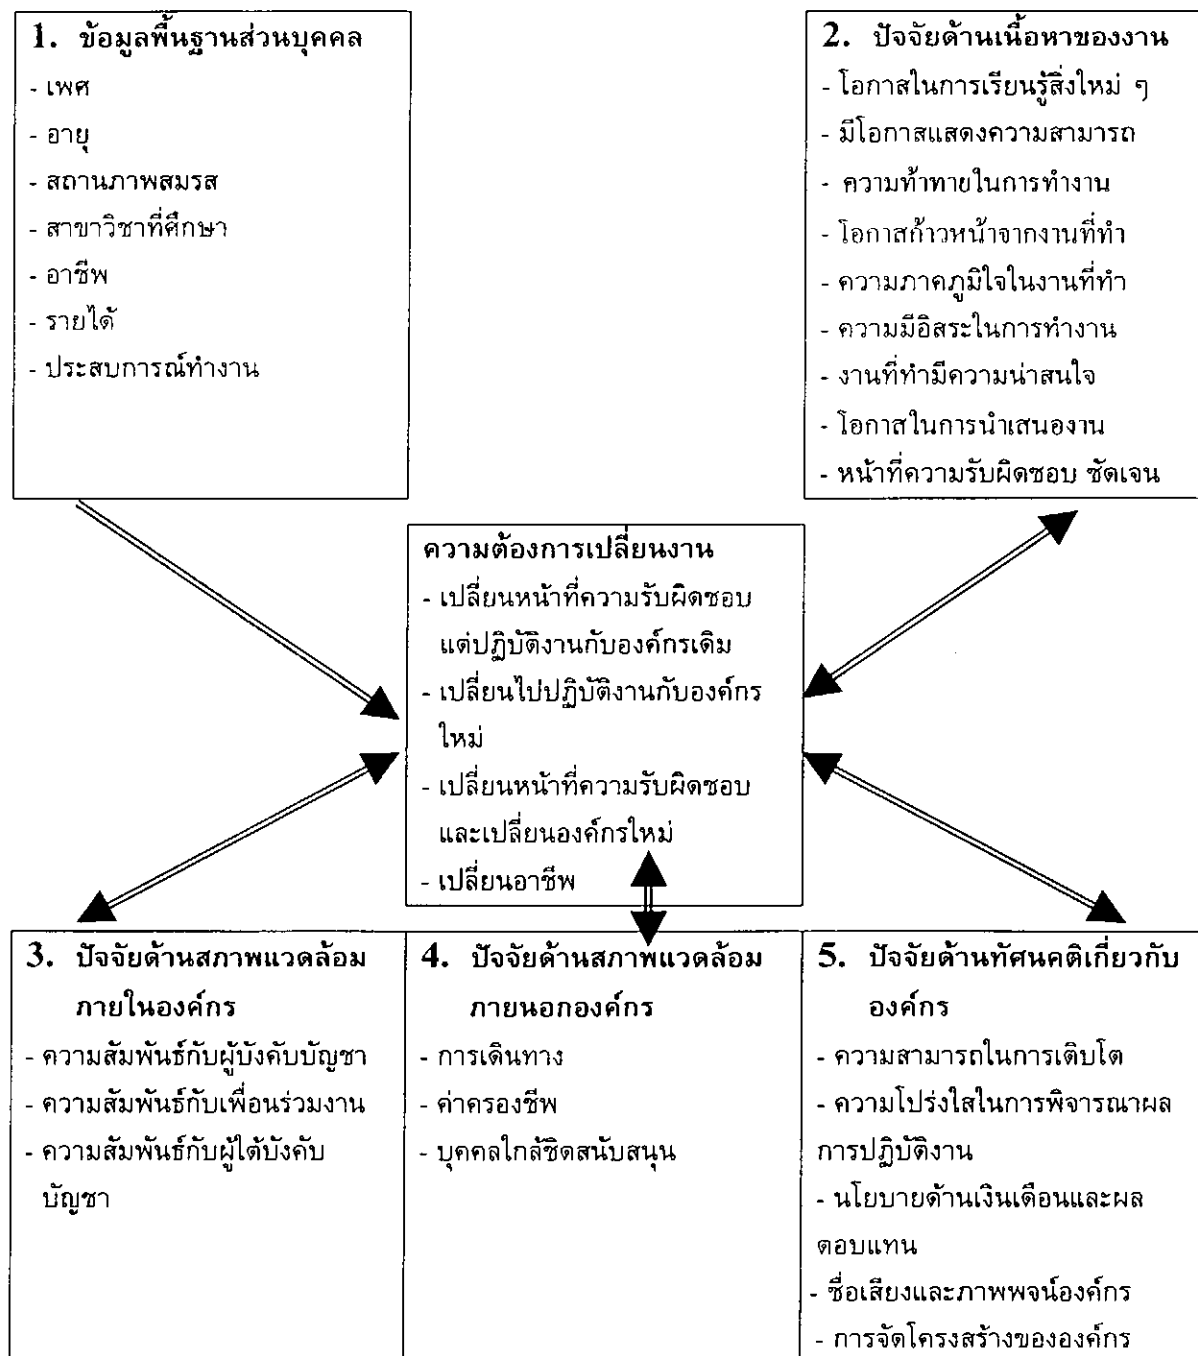 1. ข้อมูลพื้นฐานส่วนบุคคล
- เพศ
- อายุ
- สถานภาพสมรส
- สาขาวิชาที่ศึกษา
- อาชีพ
- รายได้
- ประสบการณ์ทำงาน
2. ปัจจัยด้านเนื้อหาของงาน
- โอกาสในการเรียนรู้สิ่งใหม่ ๆ
- มีโอกาสแสดงความสามารถ
- ความท้าทายในการทำงาน
- โอกาสก้าวหน้าจากงานที่ทำ
- ความภาคภูมิใจในงานที่ทำ
- ความมีอิสระในการทำงาน
- งานที่ทำมีความน่าสนใจ
- โอกาสในการนำเสนองาน
- หน้าที่ความรับผิดชอบ ชัดเจน
ความต้องการเปลี่ยนงาน
- เปลี่ยนหน้าที่ความรับผิดชอบ
แต่ปฏิบัติงานกับองค์กรเดิม
- เปลี่ยนไปปฏิบัติงานกับองค์กร
ใหม่
- เปลี่ยนหน้าที่ความรับผิดชอบ
และเปลี่ยนองค์กรใหม่
- เปลี่ยนอาชีพ
3. ปัจจัยด้านสภาพแวดล้อม
ภายในองค์กร
- ความสัมพันธ์กับผู้บังคับบัญชา
- ความสัมพันธ์กับเพื่อนร่วมงาน
- ความสัมพันธ์กับผู้ใต้บังคับ
บัญชา
4. ปัจจัยด้านสภาพแวดล้อม
ภายนอกองค์กร
- การเดินทาง
- ค่าครองชีพ
- บุคคลใกล้ชิดสนับสนุน
5. ปัจจัยด้านทัศนคติเกี่ยวกับ
องค์กร
- ความสามารถในการเติบโต
- ความโปร่งใสในการพิจารณาผล
การปฏิบัติงาน
- นโยบายด้านเงินเดือนและผล
ตอบแทน
- ชื่อเสียงและภาพพจน์องค์กร
- การจัดโครงสร้างขององค์กร